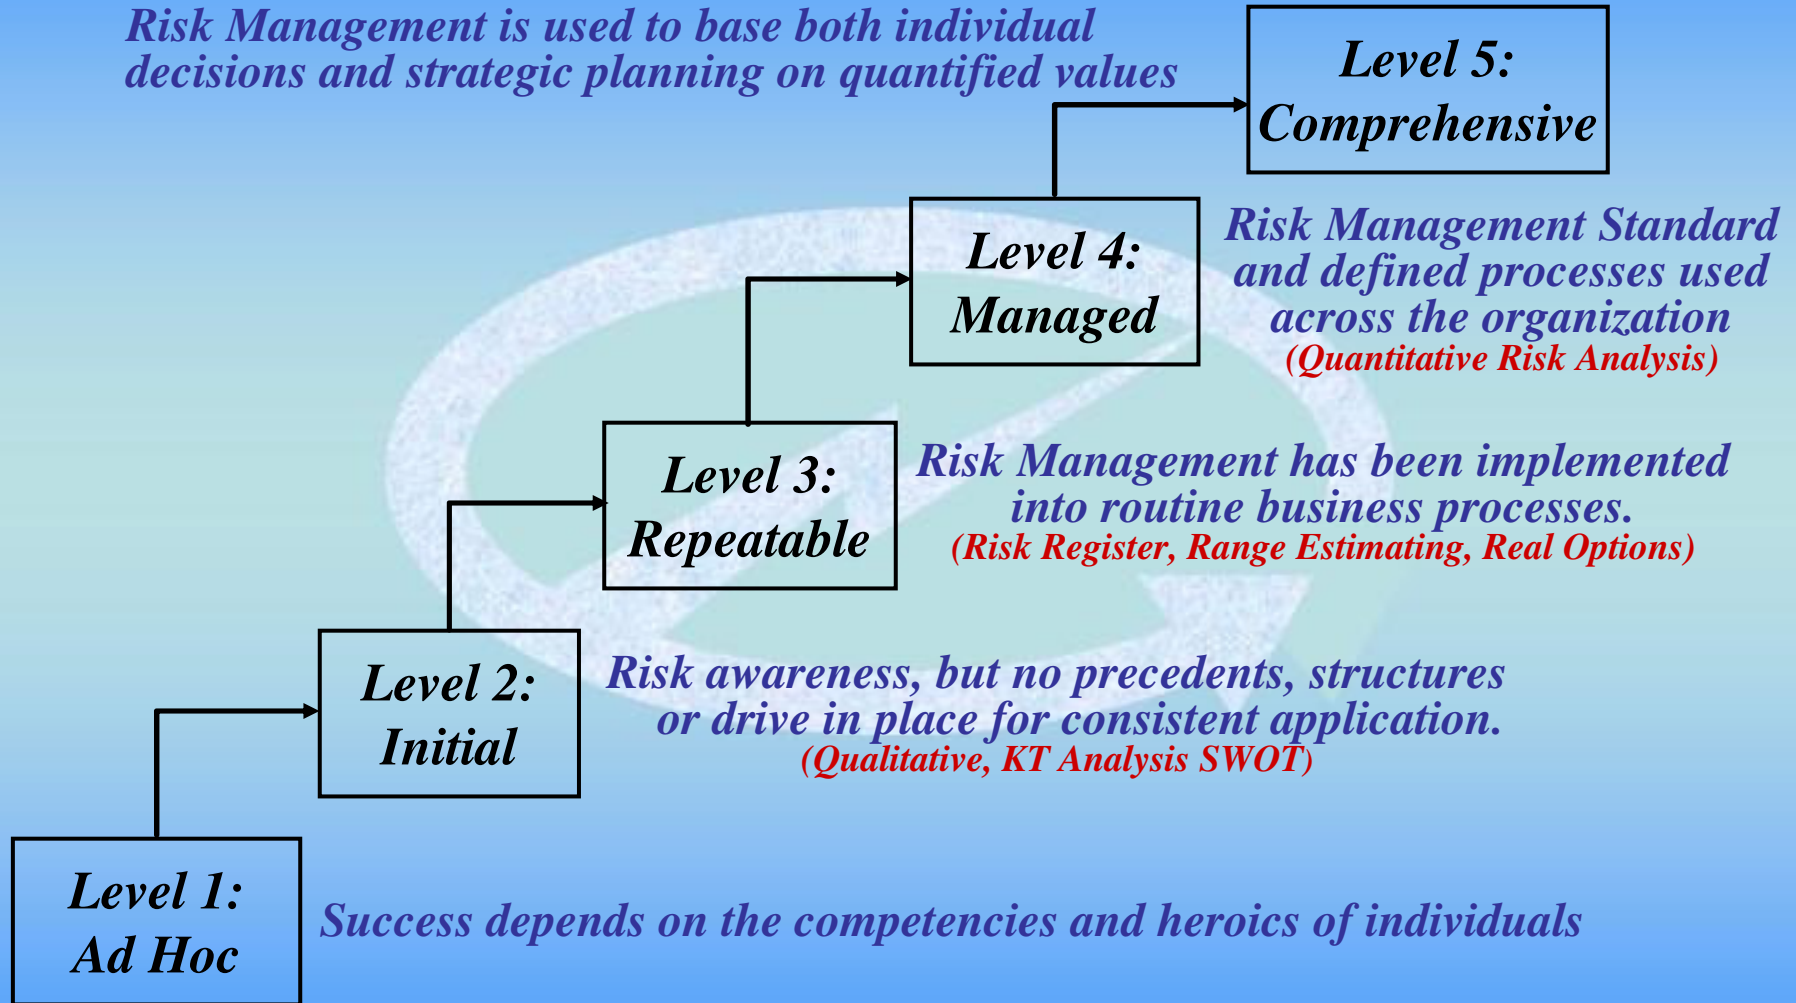 Risk Management is used to base both individual
decisions and strategic planning on quantified values
Level 5:
Comprehensive
Level 4:
Managed
Risk Management Standard
and defined processes used
across the organization
(Quantitative Risk Analysis)
Level 3:
Repeatable
Risk Management has been implemented
into routine business processes.
(Risk Register, Range Estimating, Real Options)
Level 2:
Initial
Risk awareness, but no precedents, structures
or drive in place for consistent application.
(Qualitative, KT Analysis SWOT)
Level 1:
Ad Hoc
Success depends on the competencies and heroics of individuals